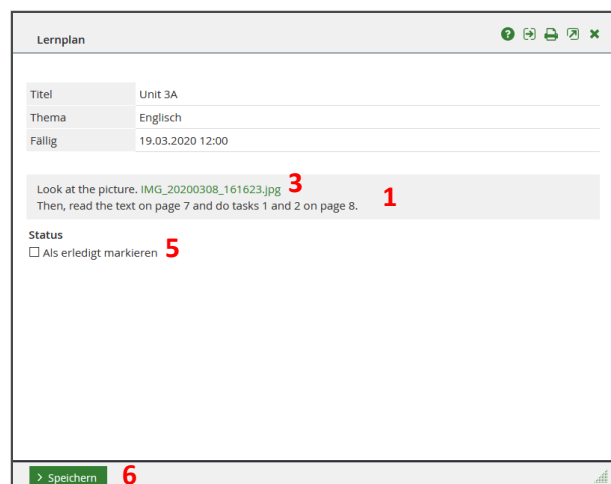 Lernplan
Titel Unit 3A
Thema Englisch
Fällig 19.03.2020 12:00
Look at the picture. IMG_20200308_161623.jpg 3
Then, read the text on page 7 and do tasks 1 and 2 on page 8. 1
Status
Als erledigt markieren 5
> Speichern 6